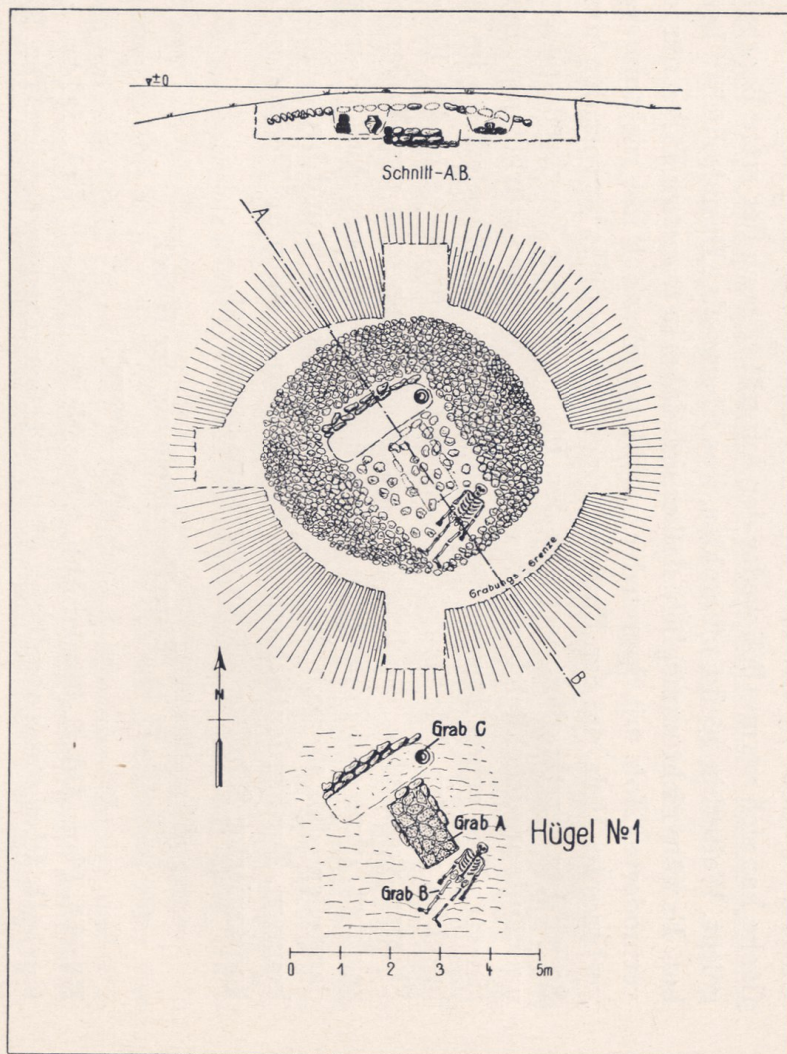 ±0
Schnitt-A.B.
A
Grabungs-Grenze
B
N
Grab C
Grab A
Hügel №1
Grab B
0 1 2 3 4 5m